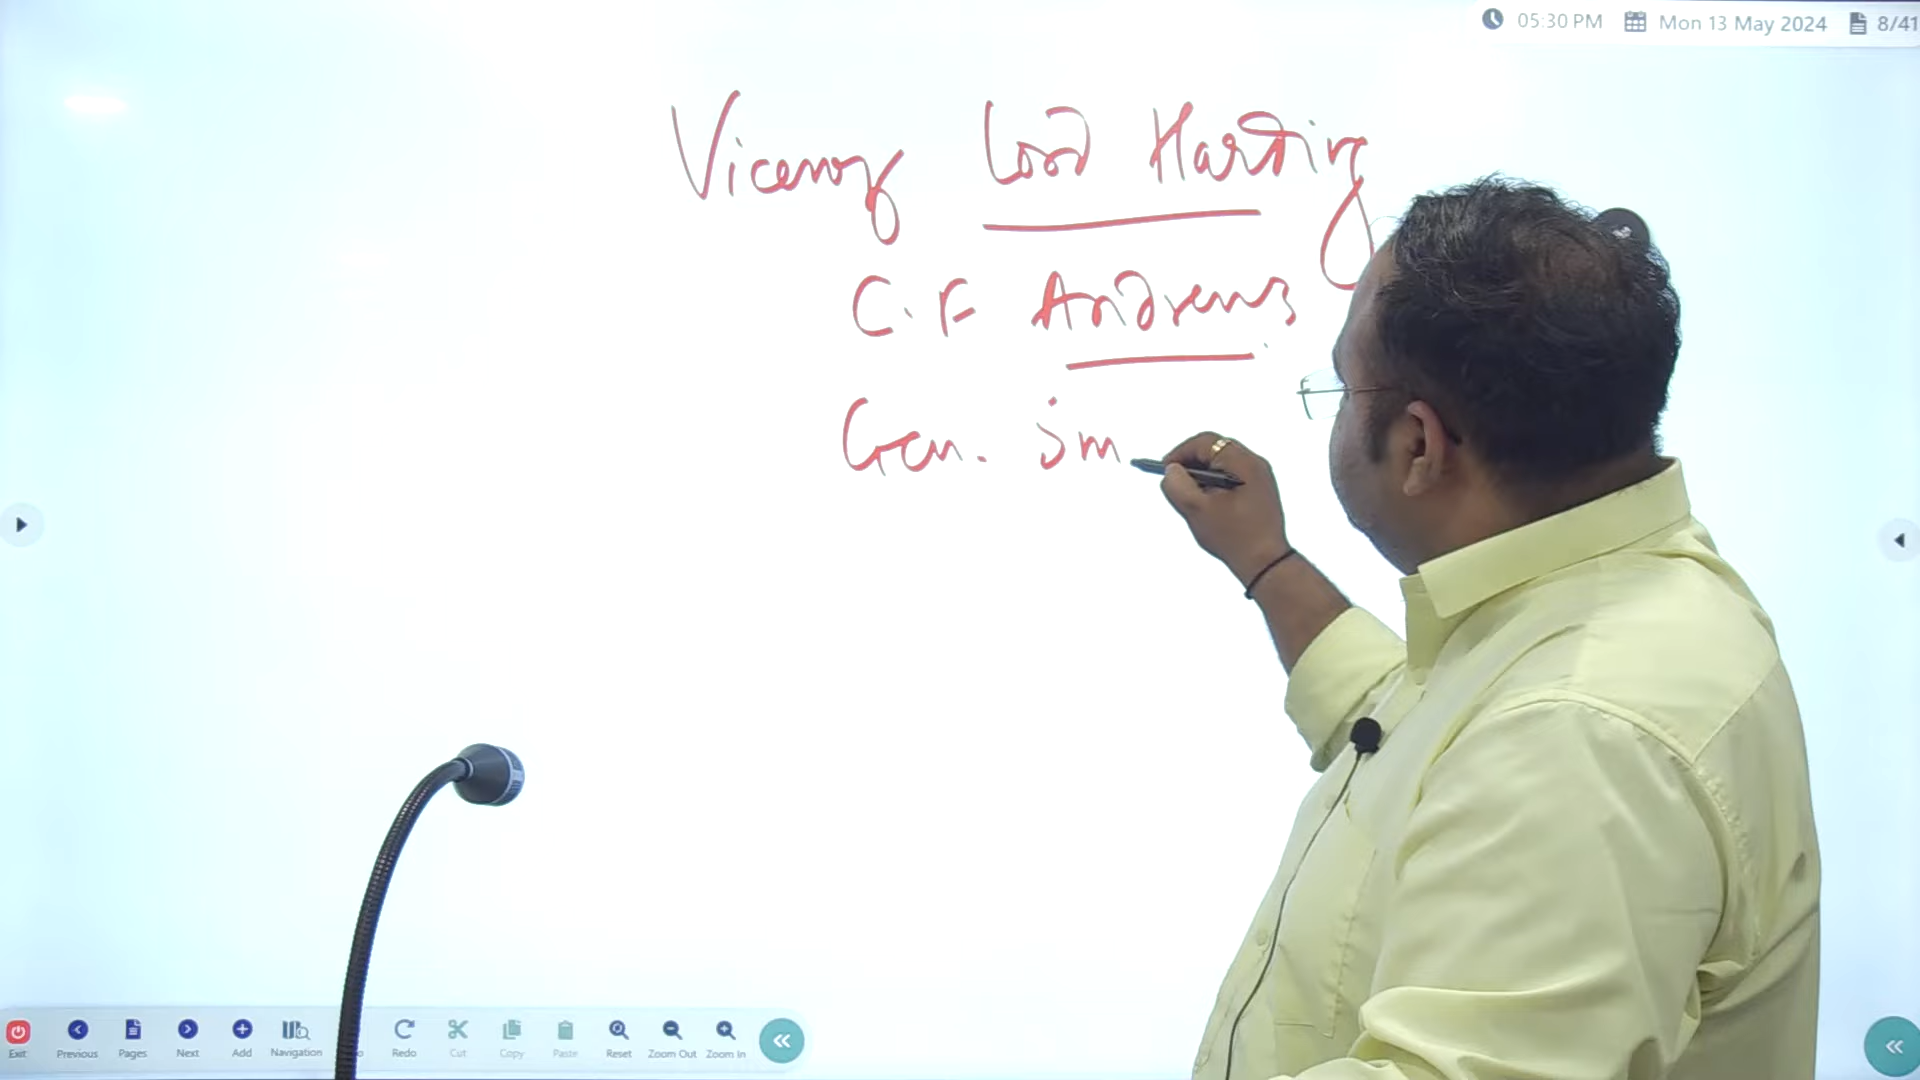 05:30 PM Mon 13 May 2024 8/41
Viceroy Lord Harding
C.F Andrews
Gen. Sm
Exit Previous Pages Next Add Navigation Redo Cut Copy Paste Reset Zoom Out Zoom In